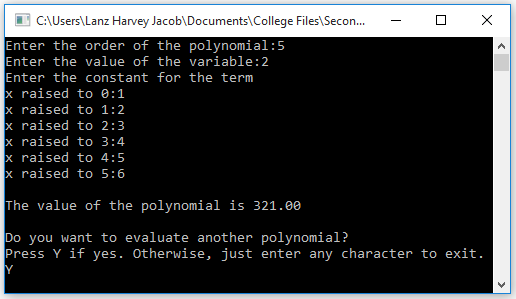 C:\Users\Lanz Harvey Jacob\Documents\College Files\Secon...
Enter the order of the polynomial:5
Enter the value of the variable:2
Enter the constant for the term
x raised to 0:1
x raised to 1:2
x raised to 2:3
x raised to 3:4
x raised to 4:5
x raised to 5:6
The value of the polynomial is 321.00
Do you want to evaluate another polynomial?
Press Y if yes. Otherwise, just enter any character to exit.
Y